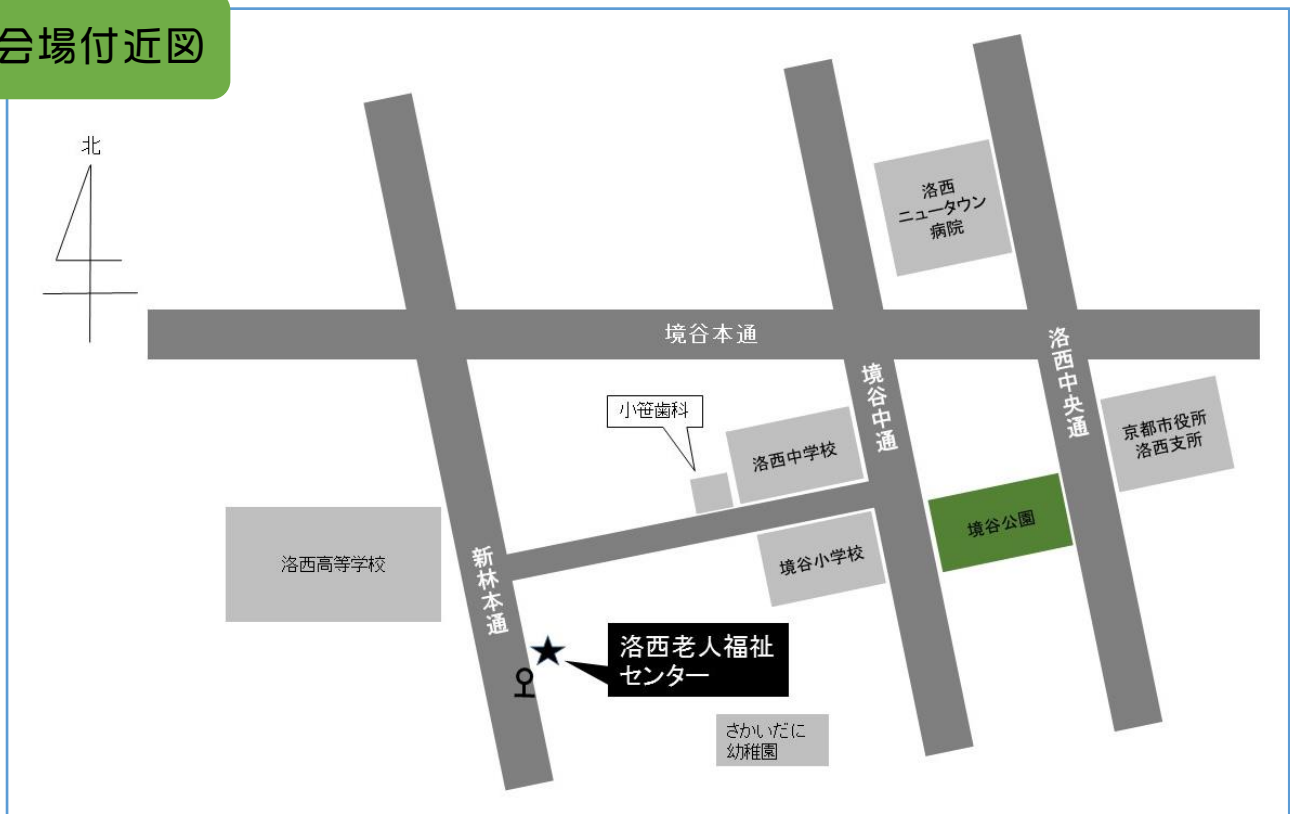 会場付近図
北
洛西
ニュータウン
病院
境谷本通
洛西中央通
境谷中通
小笹歯科
洛西中学校
京都市役所
洛西支所
境谷公園
洛西高等学校
新林本通
境谷小学校
洛西老人福祉
センター
さかいだに
幼稚園